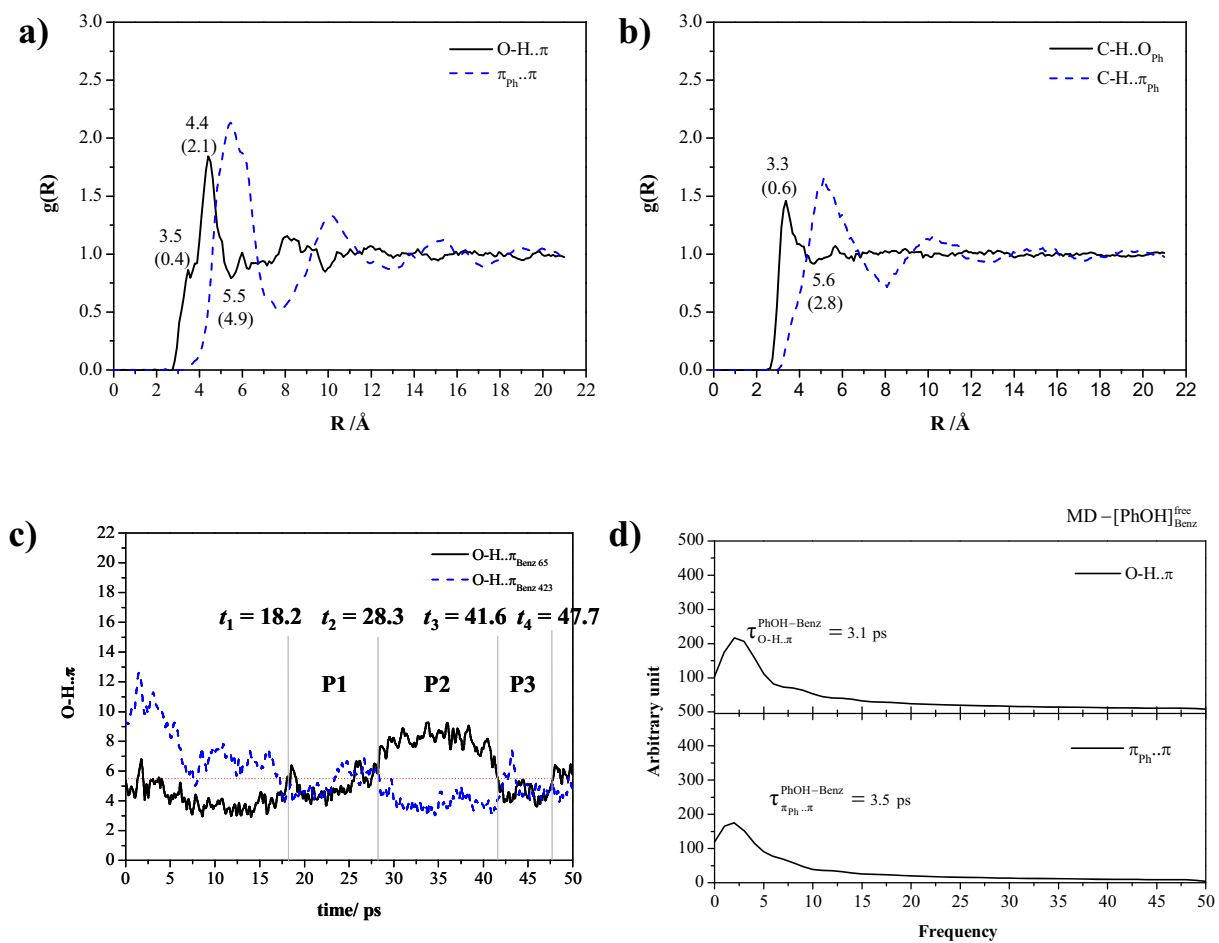 a)
3.0
2.5
2.0
1.5
1.0
0.5
0.0
g(R)
O-H..π
π_Ph..π
4.4
(2.1)
3.5
(0.4)
5.5
(4.9)
0 2 4 6 8 10 12 14 16 18 20 22
R /Å
b)
3.0
2.5
2.0
1.5
1.0
0.5
0.0
g(R)
C-H..O_Ph
C-H..π_Ph
3.3
(0.6)
5.6
(2.8)
0 2 4 6 8 10 12 14 16 18 20 22
R /Å
c)
22
20
18
16
14
12
10
8
6
4
2
0
O-H..π
O-H..π_Benz 65
O-H..π_Benz 423
t₁ = 18.2 t₂ = 28.3 t₃ = 41.6 t₄ = 47.7
P1 P2 P3
0 5 10 15 20 25 30 35 40 45 50
time/ ps
d)
MD – [PhOH]^free_Benz
500
400
300
200
100
500
400
300
200
100
0
Arbitrary unit
O-H..π
τ^PhOH–Benz_O-H..π = 3.1 ps
π_Ph..π
τ^PhOH–Benz_π_Ph..π = 3.5 ps
0 5 10 15 20 25 30 35 40 45 50
Frequency